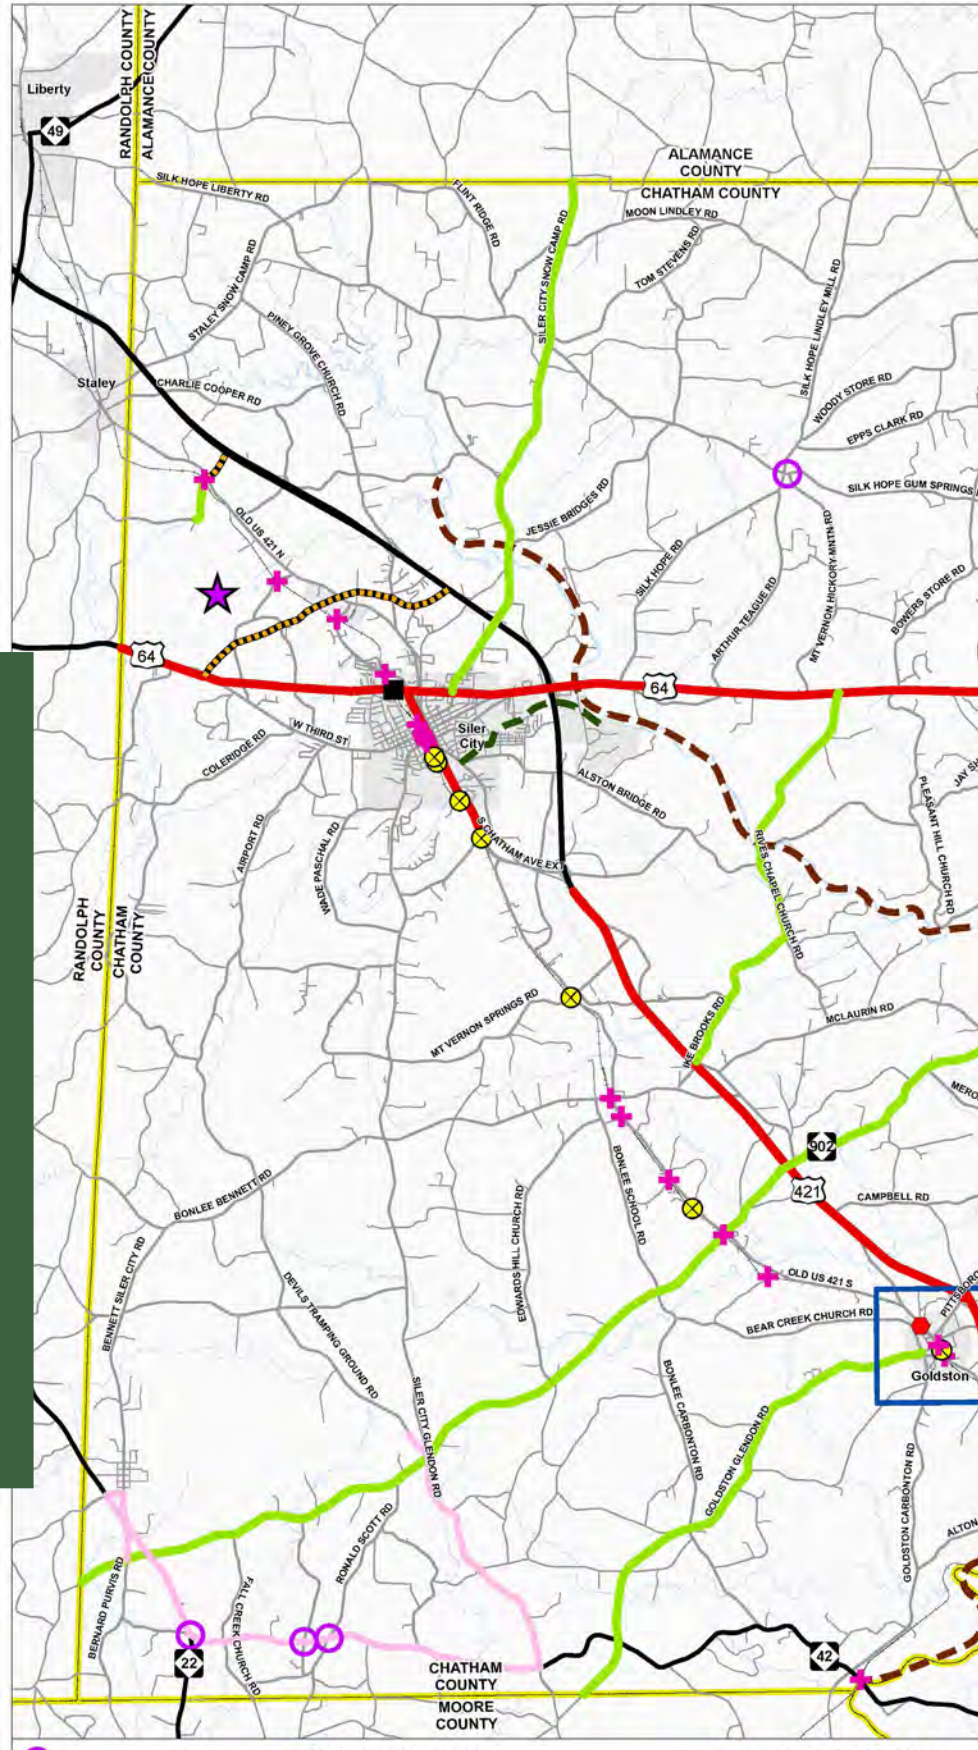 Liberty
49
RANDOLPH COUNTY
ALAMANCE COUNTY
ALAMANCE
COUNTY
CHATHAM COUNTY
SILK HOPE LIBERTY RD
FLINT RIDGE RD
MOON LINDLEY RD
TOM STEVENS RD
SILER CITY SNOW CAMP RD
STALEY SNOW CAMP RD
SILK HOPE LINDLEY MILL RD
PINEY GROVE CHURCH RD
Staley
CHARLIE COOPER RD
WOODY STORE RD
EPPS CLARK RD
SILK HOPE GUM SPRINGS
JESSIE BRIDGES RD
OLD US 421 N
SILK HOPE RD
MT VERNON HICKORY MNTN RD
ARTHUR TEAGUE RD
BOWERS STORE RD
64
64
W THIRD ST
Siler
City
COLERIDGE RD
ALSTON BRIDGE RD
JAY SH
PLEASANT HILL CHURCH RD
AIRPORT RD
WADE PASCHAL RD
S CHATHAM AVE EXT
RIVES CHAPEL CHURCH RD
RANDOLPH
COUNTY
CHATHAM
COUNTY
MT VERNON SPRINGS RD
IKE BROOKS RD
MCLAURIN RD
MERO
902
BONLEE SCHOOL RD
421
CAMPBELL RD
BONLEE BENNETT RD
EDWARDS HILL CHURCH RD
BENNETT SILER CITY RD
DEVILS TRAMPING GROUND RD
OLD US 421 S
PITTSBORO
BEAR CREEK CHURCH RD
Goldston
SILER CITY GLENDON RD
BONLEE CARBONTON RD
GOLDSTON GLENDON RD
GOLDSTON CARBONTON RD
ALTON
RONALD SCOTT RD
BERNARD PURVIS RD
FALL CREEK CHURCH RD
22
42
CHATHAM
COUNTY
MOORE
COUNTY